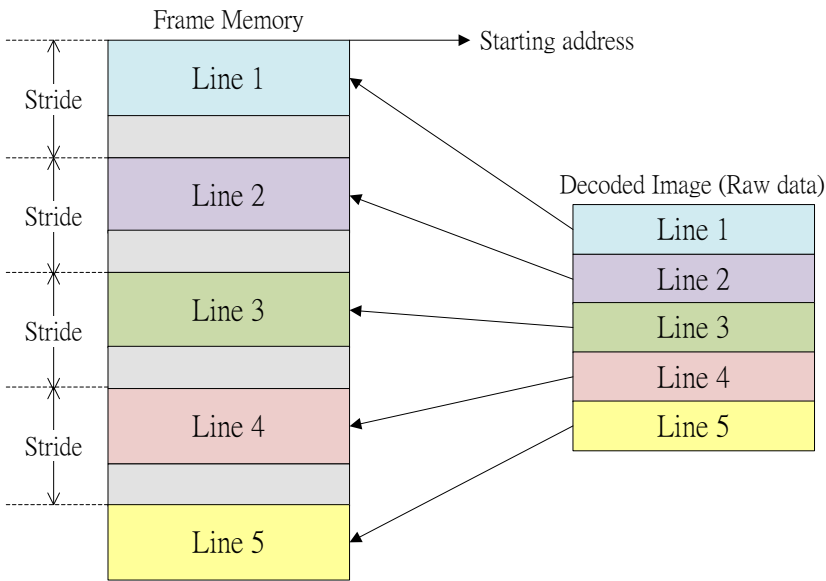 Frame Memory
Starting address
Line 1
Stride
Line 2
Stride
Line 3
Stride
Line 4
Stride
Line 5
Decoded Image (Raw data)
Line 1
Line 2
Line 3
Line 4
Line 5